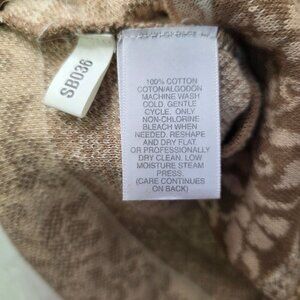 SB036
100% COTTON
COTON/ALGODON
MACHINE WASH
COLD, GENTLE
CYCLE. ONLY
NON-CHLORINE
BLEACH WHEN
NEEDED. RESHAPE
AND DRY FLAT
OR PROFESSIONALLY
DRY CLEAN. LOW
MOISTURE STEAM
PRESS.
(CARE CONTINUES
ON BACK)